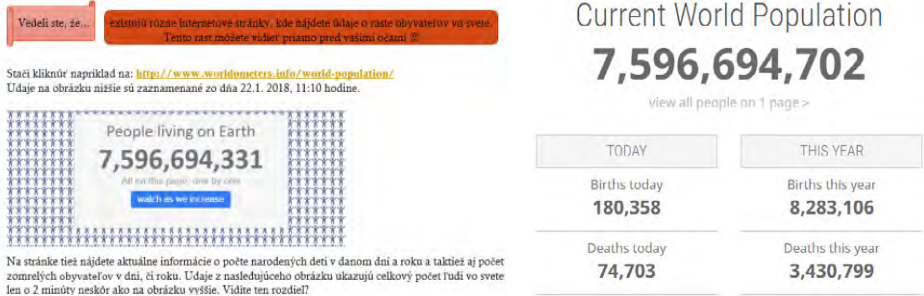 Vedeli ste, že...
existujú rôzne internetové stránky, kde nájdete údaje o raste obyvateľov vo svete.
Tento rast môžete vidieť priamo pred vašimi očami !!!
Stačí kliknúť napriklad na: http://www.worldometers.info/world-population/
Udaje na obrázku nižšie sú zaznamenané zo dňa 22.1. 2018, 11:10 hodine.
People living on Earth
7,596,694,331
All on this page, one by one
watch as we increase
Na stránke tiež nájdete aktuálne informácie o počte narodených detí v danom dni a roku a taktiež aj počet
zomrelých obyvateľov v dni, či roku. Udaje z nasledujúceho obrázku ukazujú celkový počet ľudí vo svete
len o 2 minúty neskôr ako na obrázku vyššie. Vidíte ten rozdiel?
Current World Population
7,596,694,702
view all people on 1 page >
TODAY
THIS YEAR
Births today
180,358
Births this year
8,283,106
Deaths today
74,703
Deaths this year
3,430,799